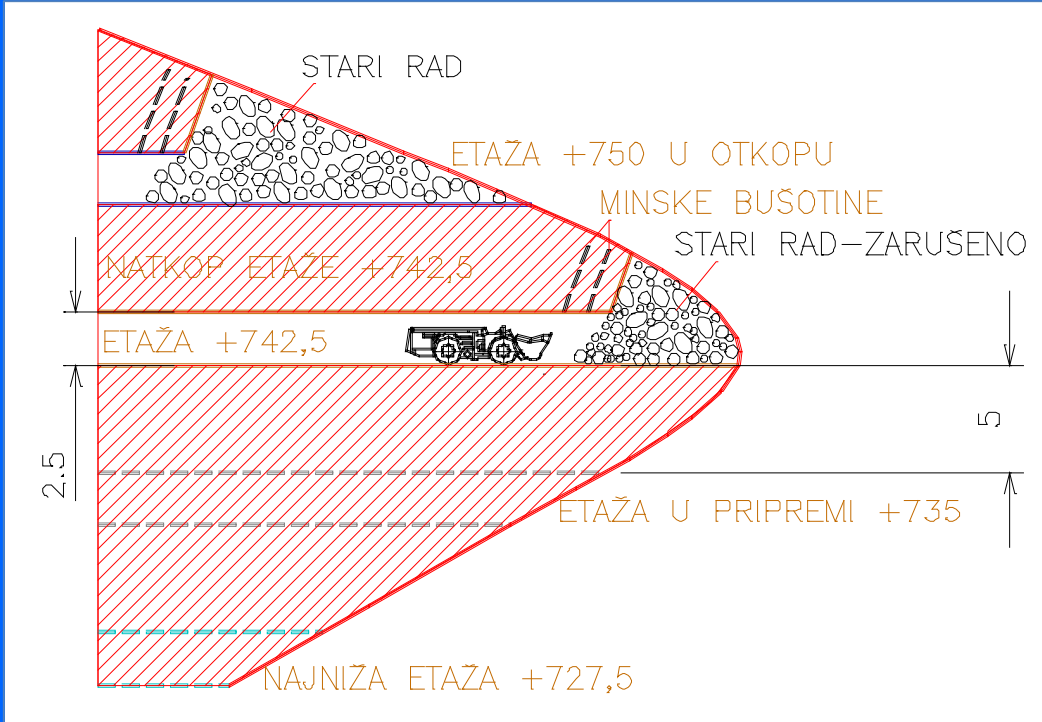 STARI RAD
ETAŽA +750 U OTKOPU
MINSKE BUŠOTINE
STARI RAD-ZARUŠENO
NATKOP ETAŽE +742,5
ETAŽA +742,5
5
2.5
ETAŽA U PRIPREMI +735
NAJNIŽA ETAŽA +727,5